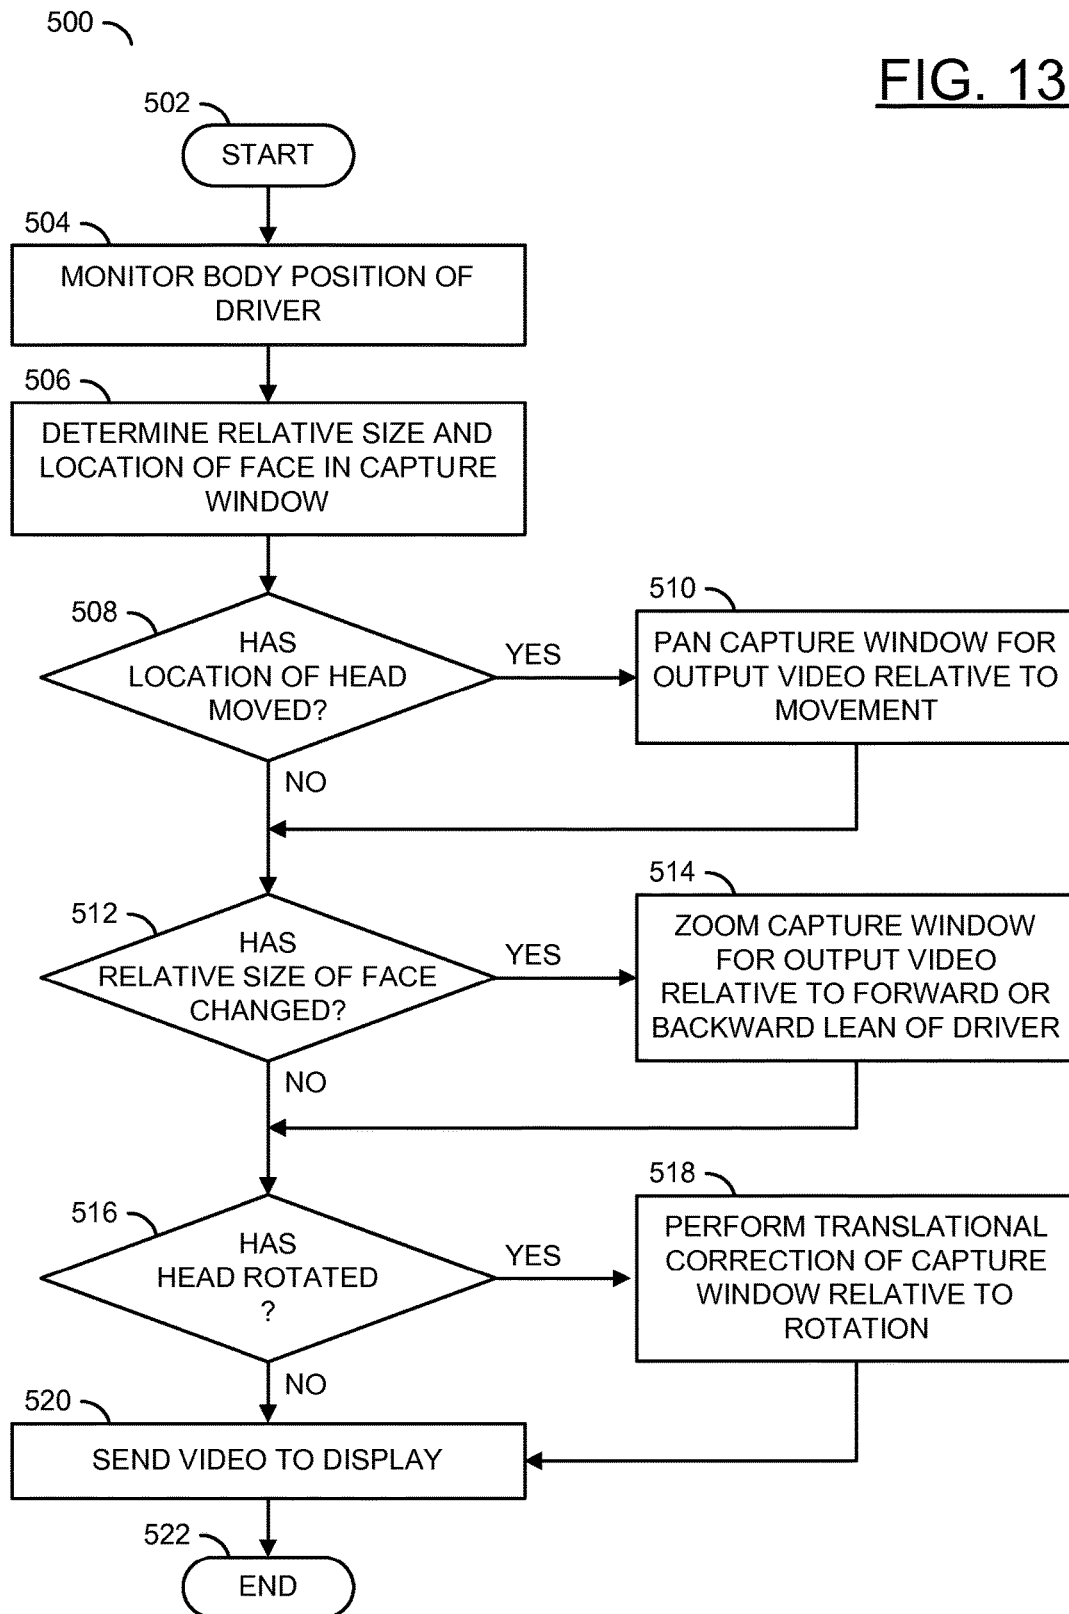 500
FIG. 13
502
START
504
MONITOR BODY POSITION OF
DRIVER
506
DETERMINE RELATIVE SIZE AND
LOCATION OF FACE IN CAPTURE
WINDOW
508
HAS
LOCATION OF HEAD
MOVED?
YES
510
PAN CAPTURE WINDOW FOR
OUTPUT VIDEO RELATIVE TO
MOVEMENT
NO
512
HAS
RELATIVE SIZE OF FACE
CHANGED?
YES
514
ZOOM CAPTURE WINDOW
FOR OUTPUT VIDEO
RELATIVE TO FORWARD OR
BACKWARD LEAN OF DRIVER
NO
516
HAS
HEAD ROTATED
?
YES
518
PERFORM TRANSLATIONAL
CORRECTION OF CAPTURE
WINDOW RELATIVE TO
ROTATION
NO
520
SEND VIDEO TO DISPLAY
522
END